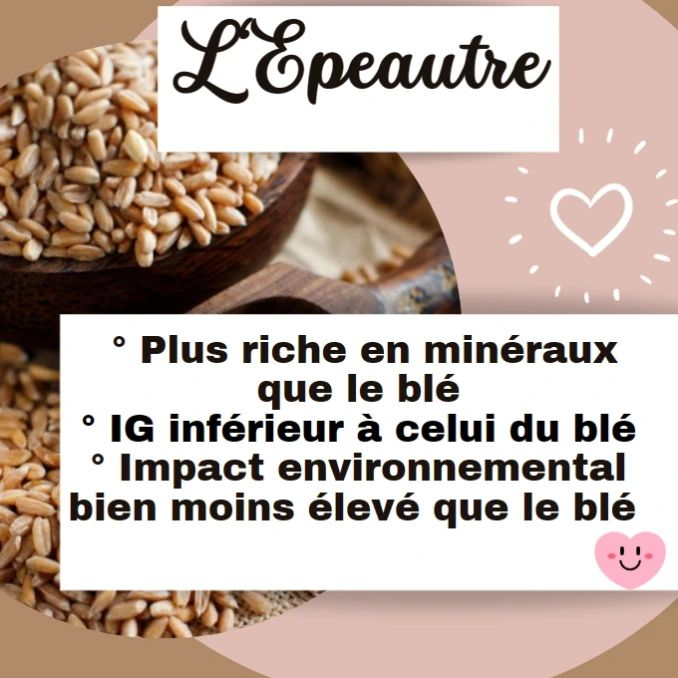 L'Epeautre
° Plus riche en minéraux
que le blé
° IG inférieur à celui du blé
° Impact environnemental
bien moins élevé que le blé